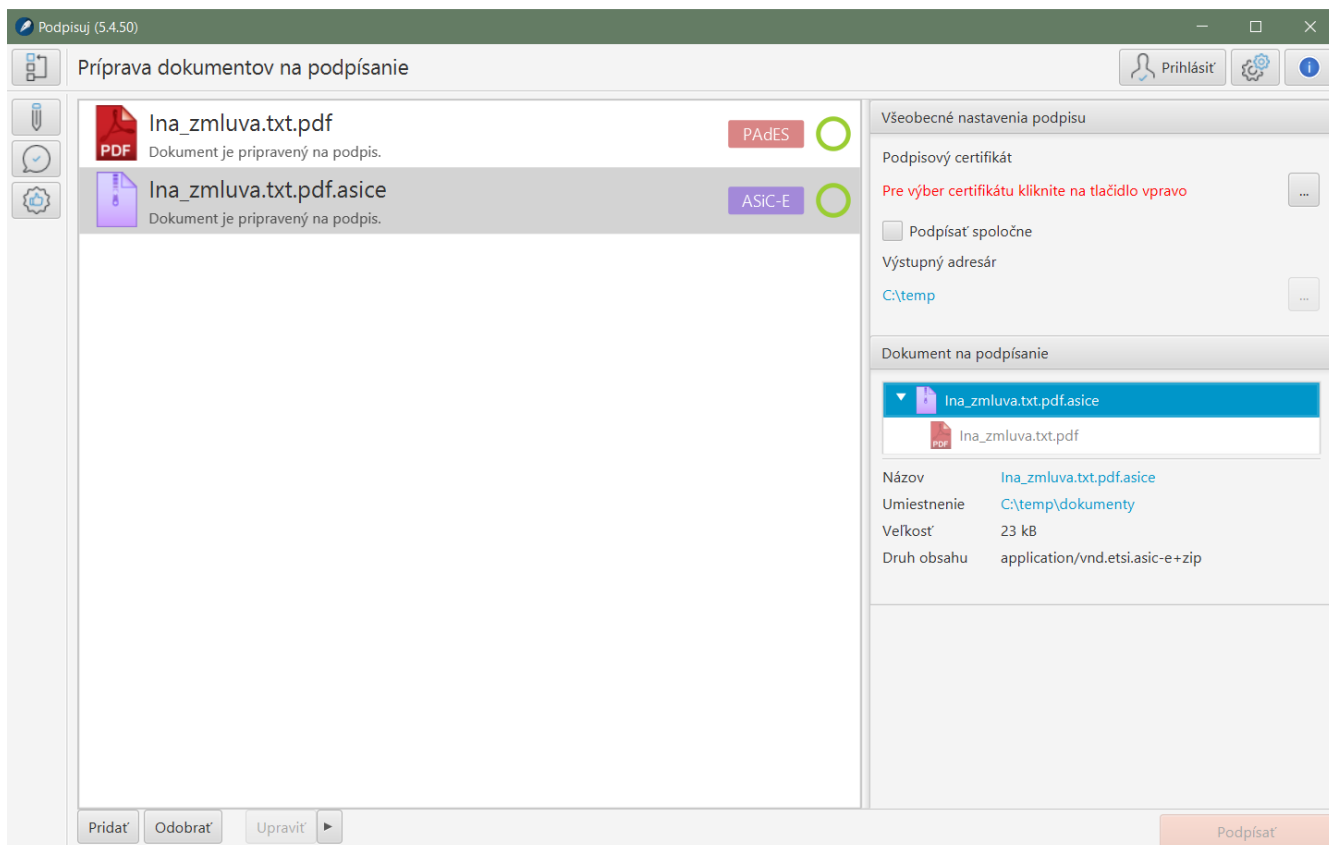 Podpisuj (5.4.50)
Príprava dokumentov na podpísanie
Prihlásiť
Ina_zmluva.txt.pdf
Dokument je pripravený na podpis.
PAdES
Ina_zmluva.txt.pdf.asice
Dokument je pripravený na podpis.
ASiC-E
Všeobecné nastavenia podpisu
Podpisový certifikát
Pre výber certifikátu kliknite na tlačidlo vpravo
...
Podpísať spoločne
Výstupný adresár
C:\temp
...
Dokument na podpísanie
Ina_zmluva.txt.pdf.asice
Ina_zmluva.txt.pdf
Názov Ina_zmluva.txt.pdf.asice
Umiestnenie C:\temp\dokumenty
Veľkosť 23 kB
Druh obsahu application/vnd.etsi.asic-e+zip
Pridať
Odobrať
Upraviť
Podpísať
PDF
PDF